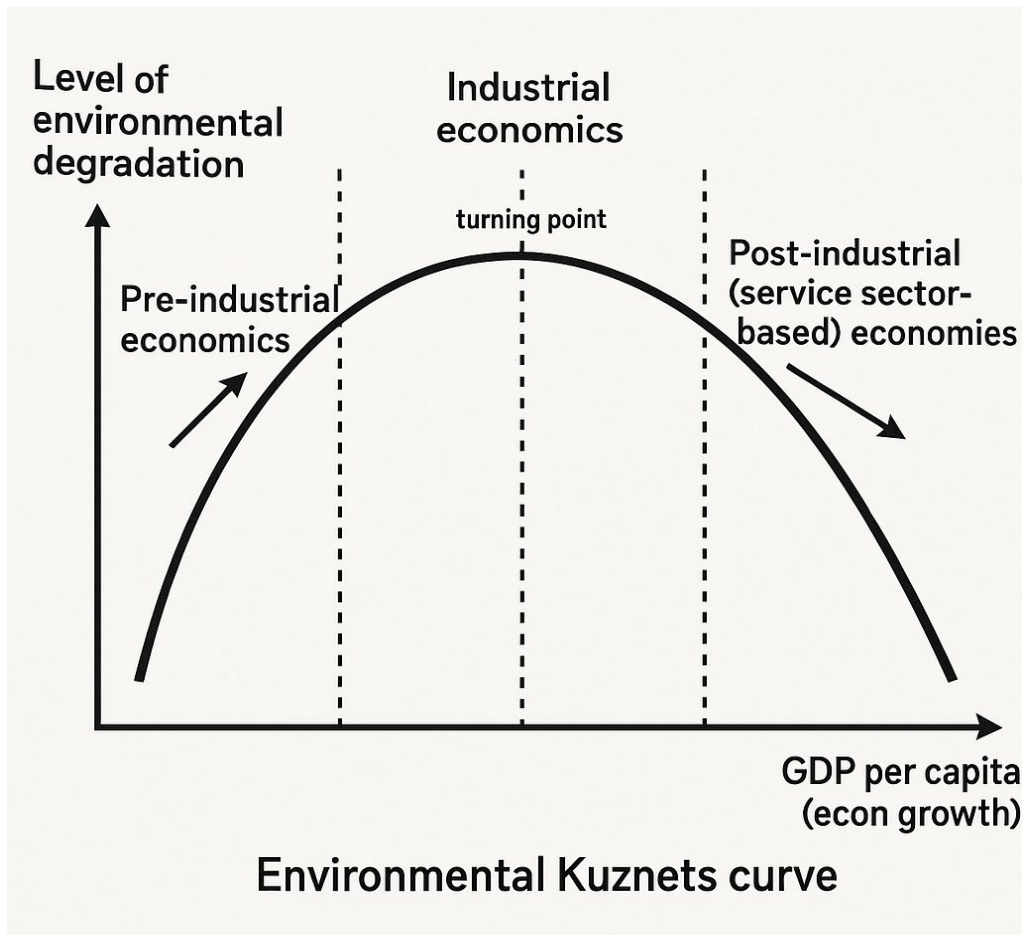 Level of
environmental
degradation
Industrial
economics
turning point
Pre-industrial
economics
Post-industrial
(service sector-
based) economies
GDP per capita
(econ growth)
Environmental Kuznets curve